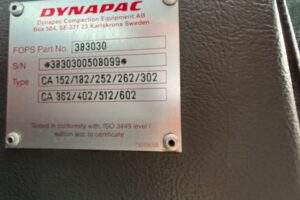 DYNAPAC
Dynapac Compaction Equipment AB
Box 504, SE-371 23 Karlskrona Sweden
FOPS Part No. 383030
S/N *3830300508099*
Type CA 152/182/252/262/302
CA 362/402/512/602
Tested in conformity with, ISO 3449 level I
edition acc. to certificate